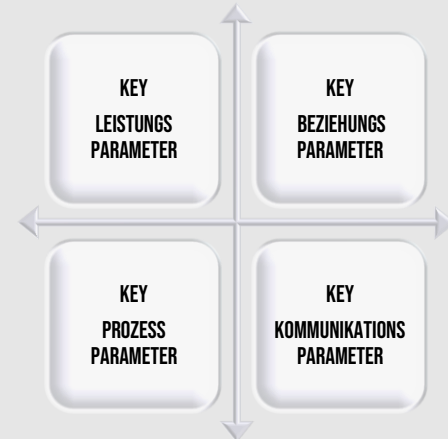 KEY
LEISTUNGS
PARAMETER
KEY
BEZIEHUNGS
PARAMETER
KEY
PROZESS
PARAMETER
KEY
KOMMUNIKATIONS
PARAMETER